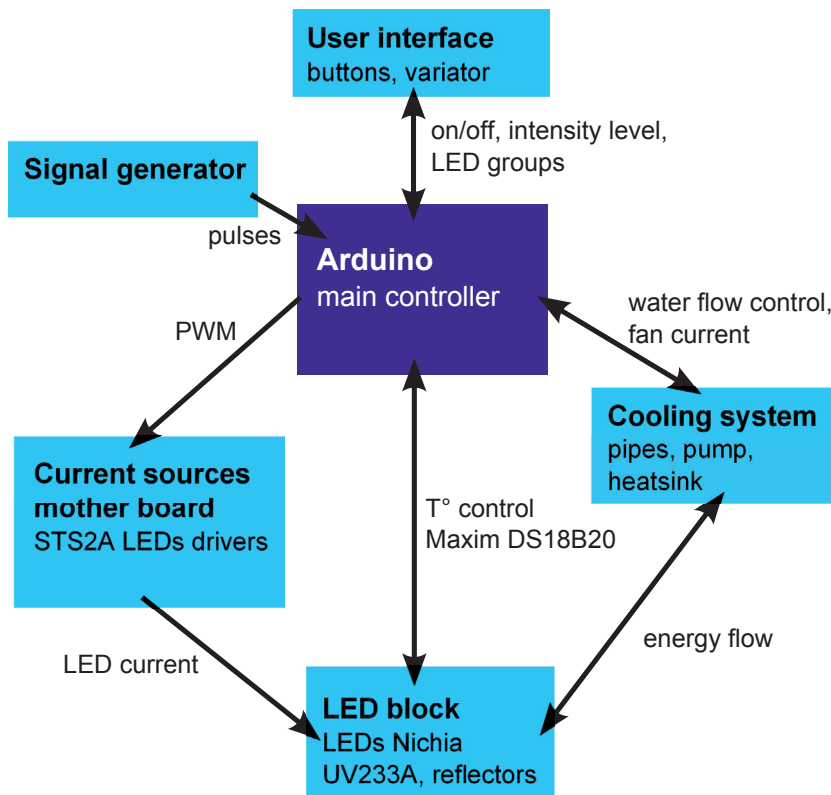 User interface
buttons, variator
on/off, intensity level,
LED groups
Signal generator
pulses
Arduino
main controller
PWM
water flow control,
fan current
Cooling system
pipes, pump,
heatsink
Current sources
mother board
STS2A LEDs drivers
T° control
Maxim DS18B20
LED current
energy flow
LED block
LEDs Nichia
UV233A, reflectors